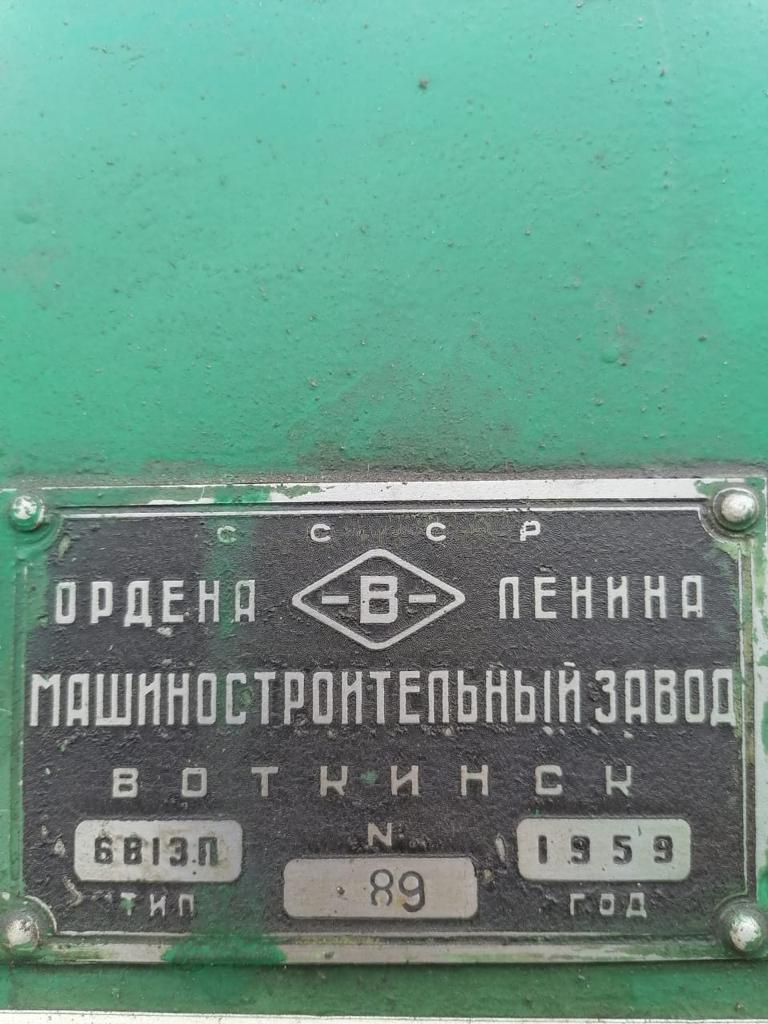 СССР
ОРДЕНА -В- ЛЕНИНА
МАШИНОСТРОИТЕЛЬНЫЙ ЗАВОД
ВОТКИНСК
6В13П N 1959
ТИП 89 ГОД